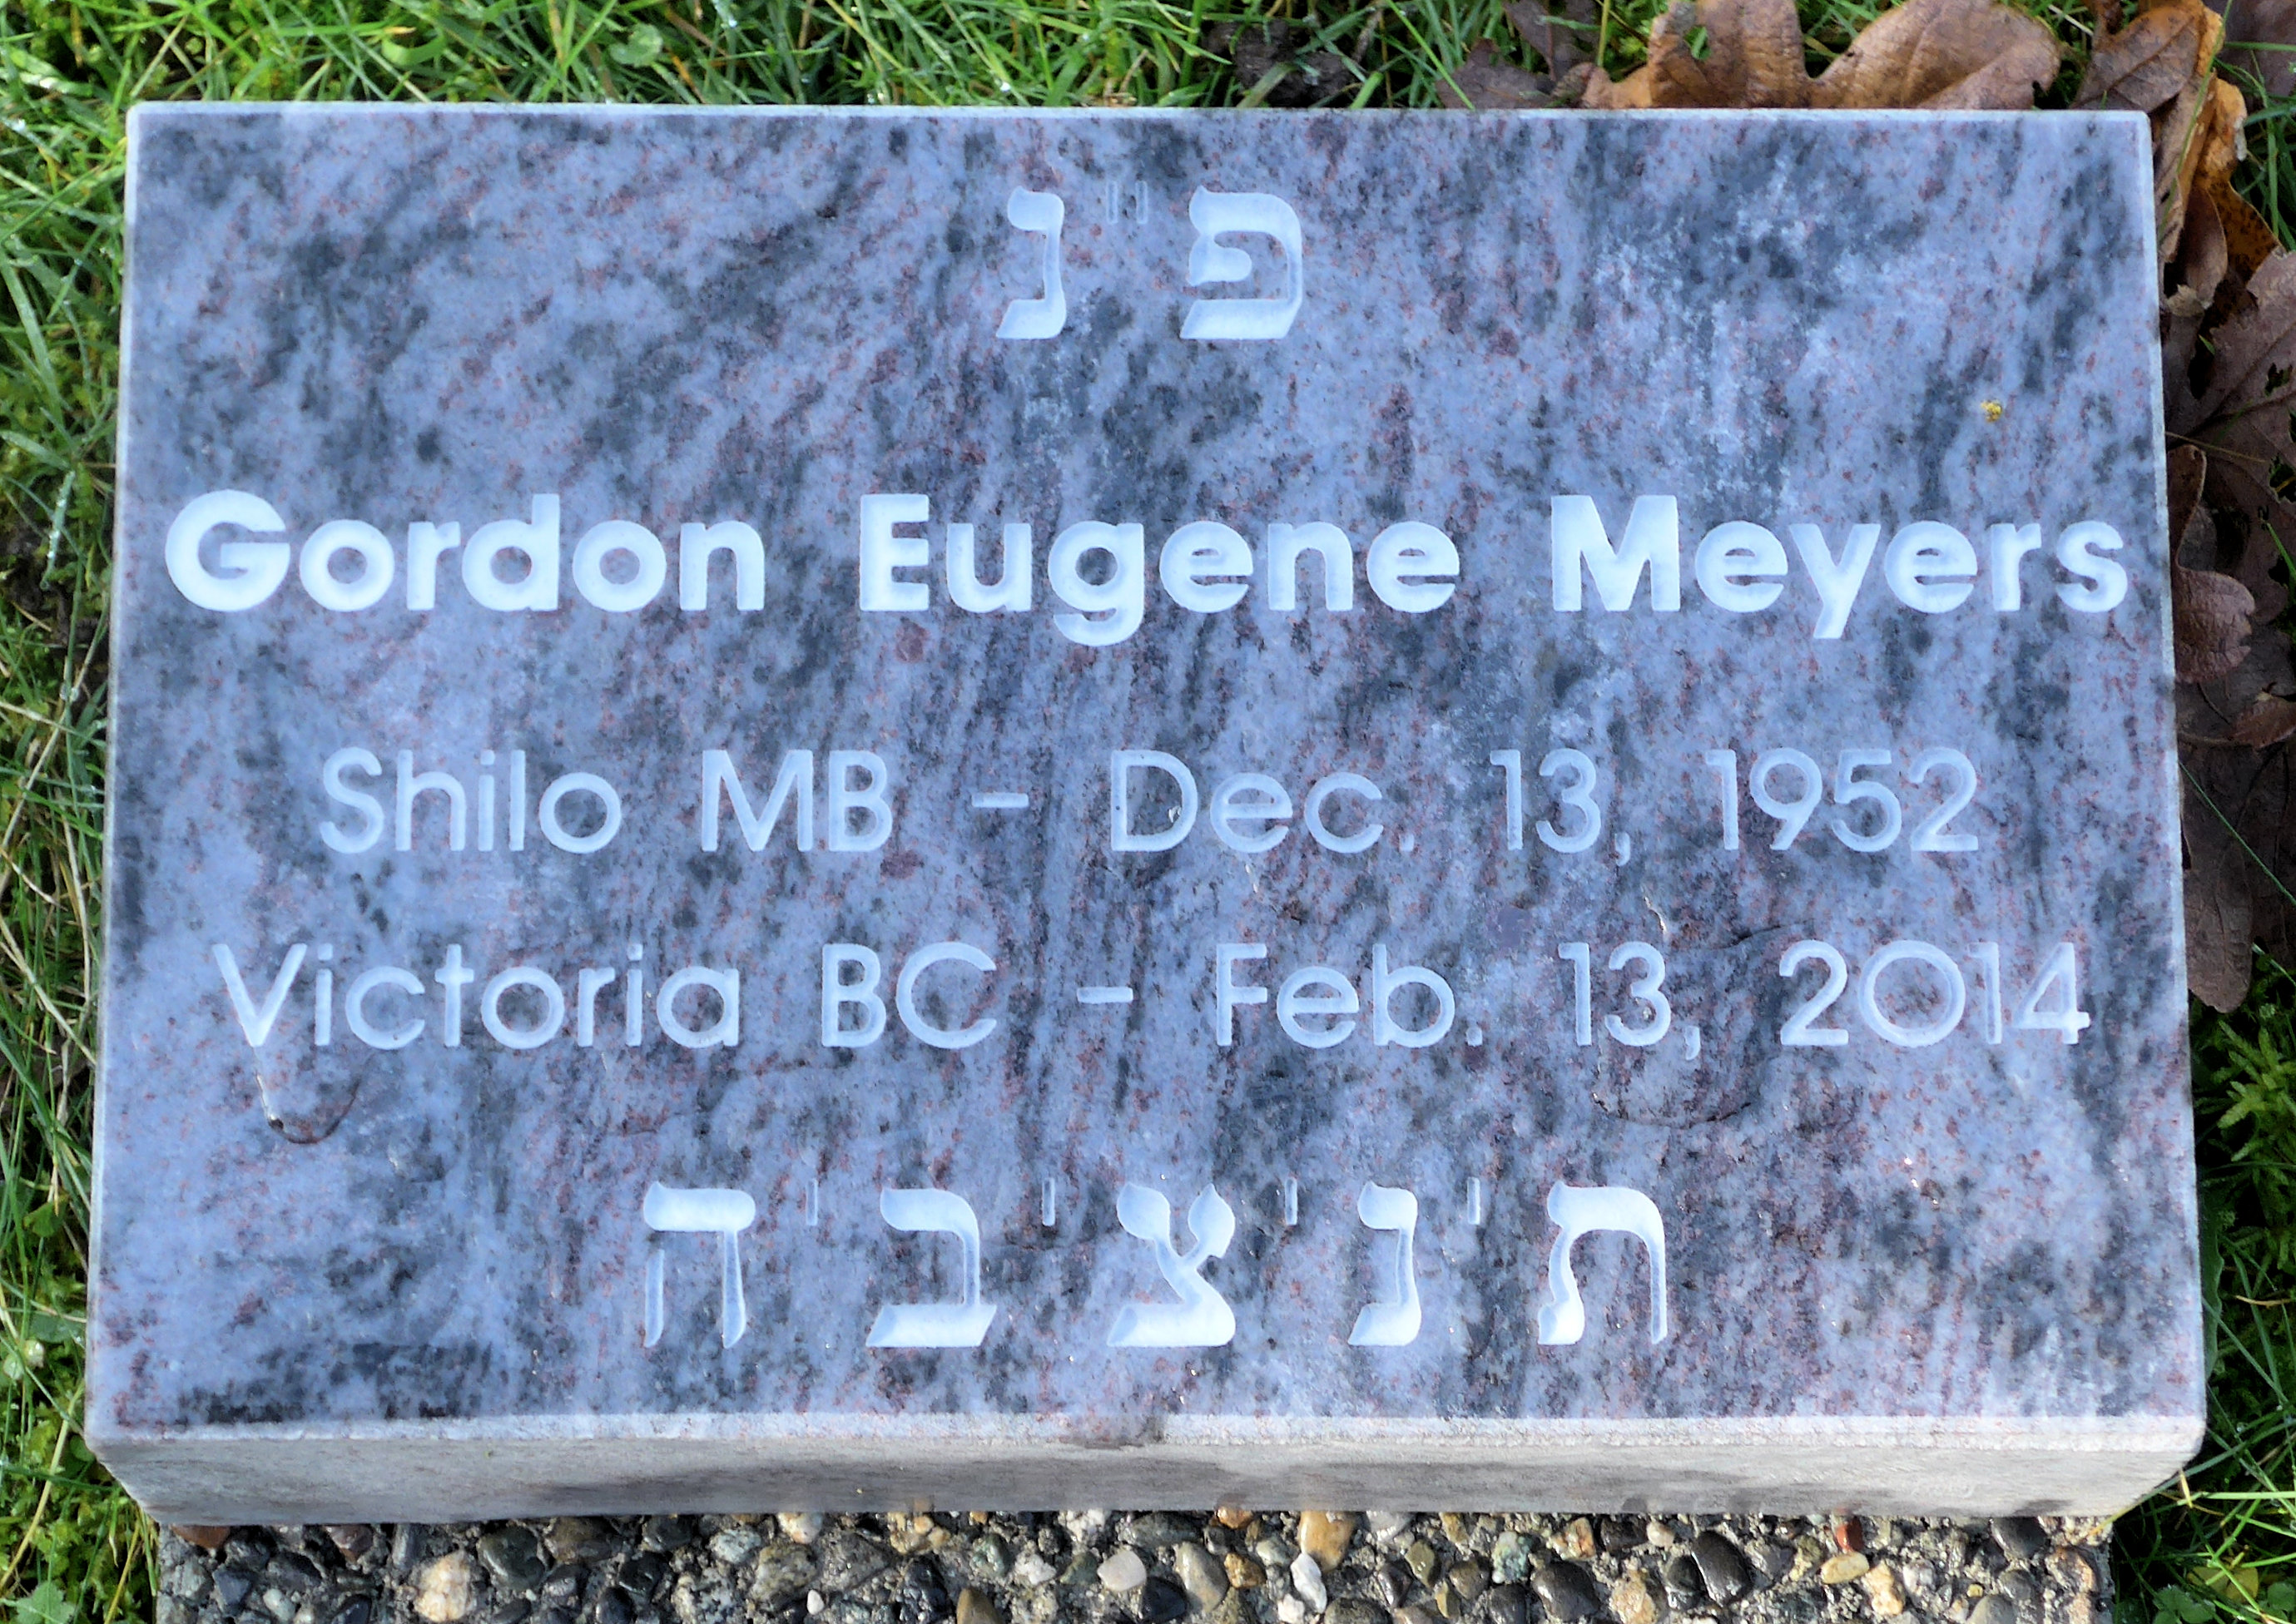 פ"נ
Gordon Eugene Meyers
Shilo MB - Dec. 13, 1952
Victoria BC - Feb. 13, 2014
ת'נ'צ'ב'ה